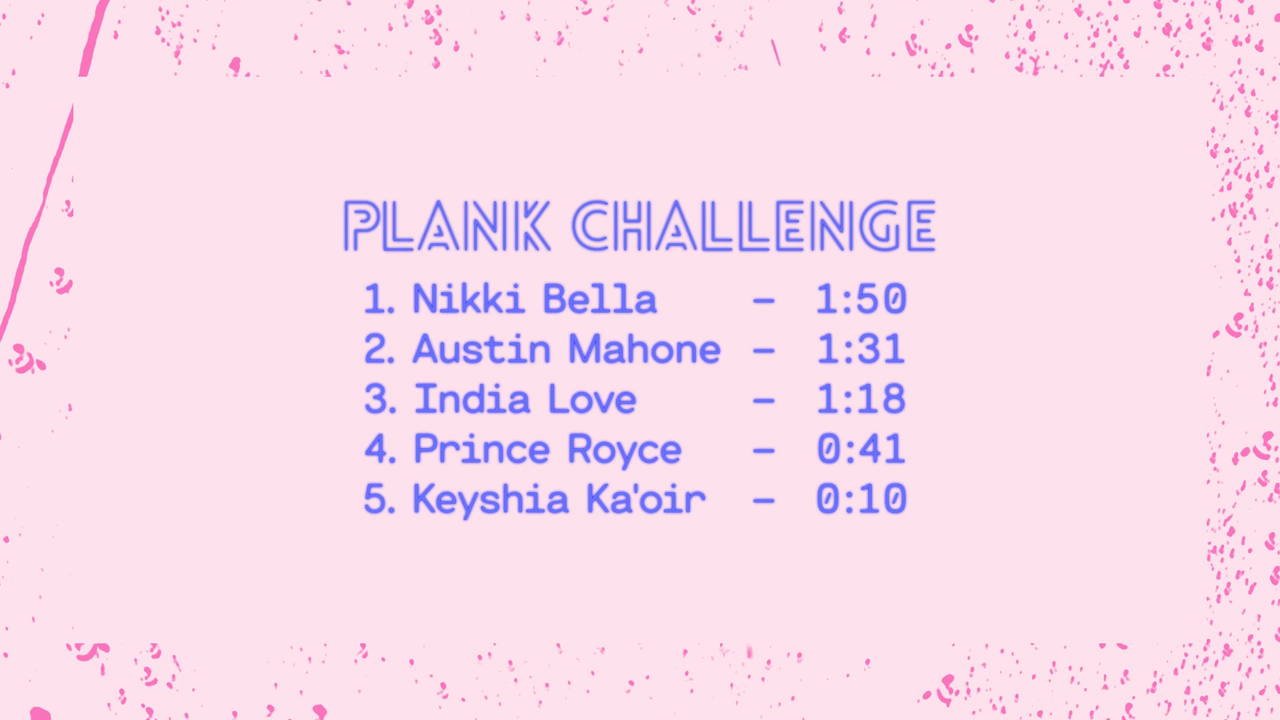 PLANK CHALLENGE
1. Nikki Bella – 1:50
2. Austin Mahone – 1:31
3. India Love – 1:18
4. Prince Royce – 0:41
5. Keyshia Ka'oir – 0:10